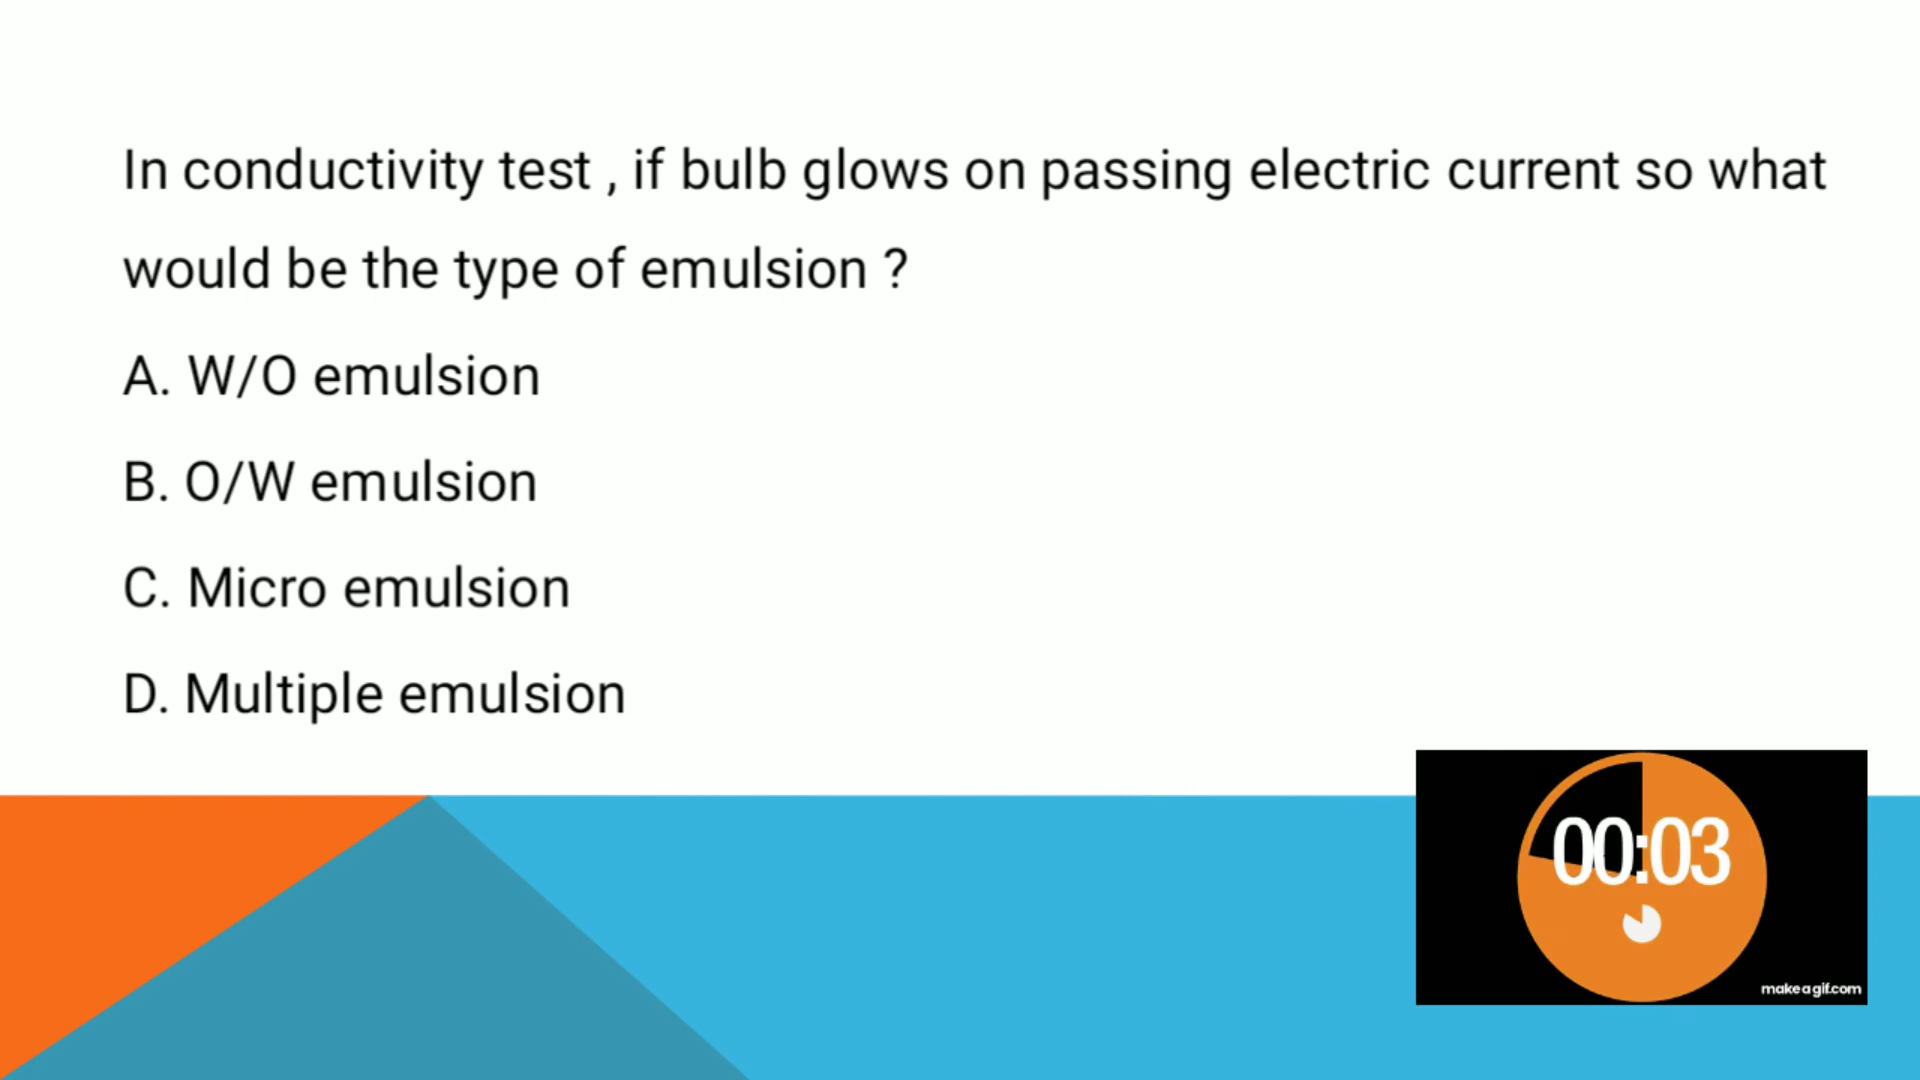 In conductivity test , if bulb glows on passing electric current so what
would be the type of emulsion ?
A. W/O emulsion
B. O/W emulsion
C. Micro emulsion
D. Multiple emulsion
00:03
makeagif.com